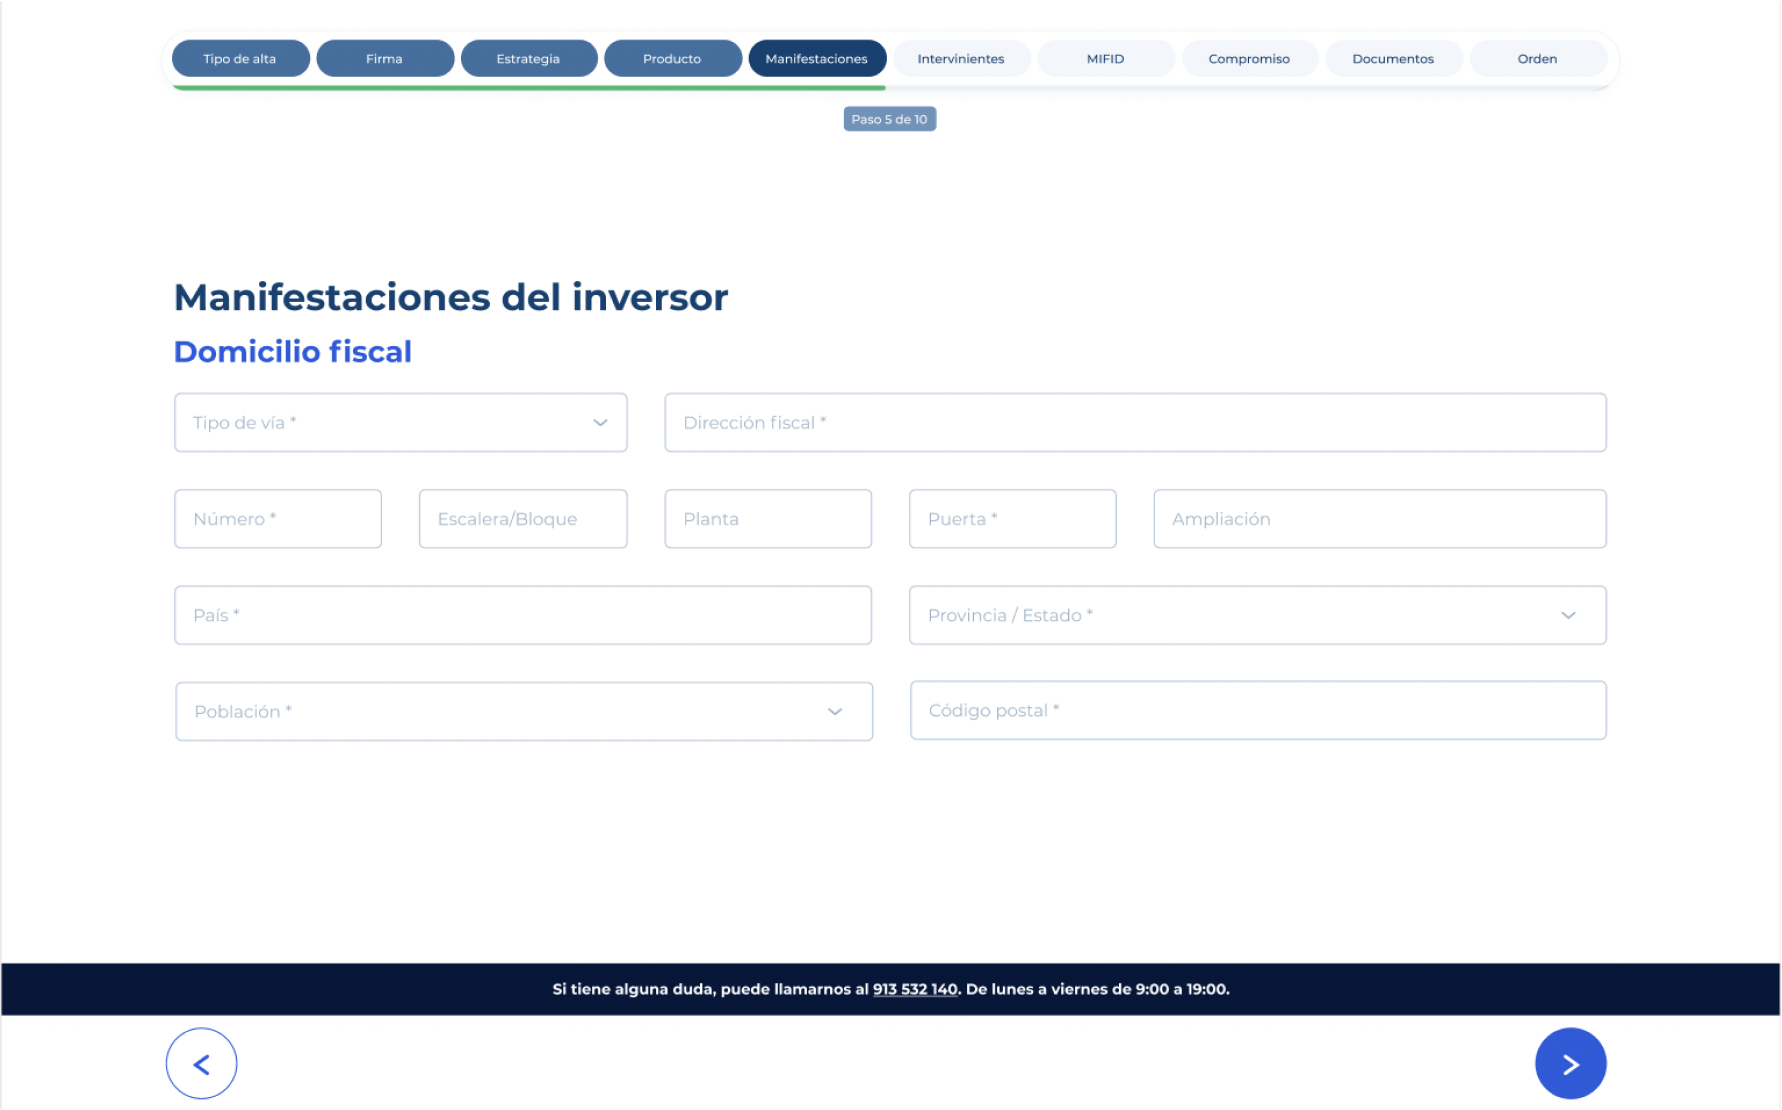 Tipo de alta
Firma
Estrategia
Producto
Manifestaciones
Intervinientes
MIFID
Compromiso
Documentos
Orden
Paso 5 de 10
Manifestaciones del inversor
Domicilio fiscal
Tipo de vía *
Dirección fiscal *
Número *
Escalera/Bloque
Planta
Puerta *
Ampliación
País *
Provincia / Estado *
Población *
Código postal *
Si tiene alguna duda, puede llamarnos al 913 532 140. De lunes a viernes de 9:00 a 19:00.